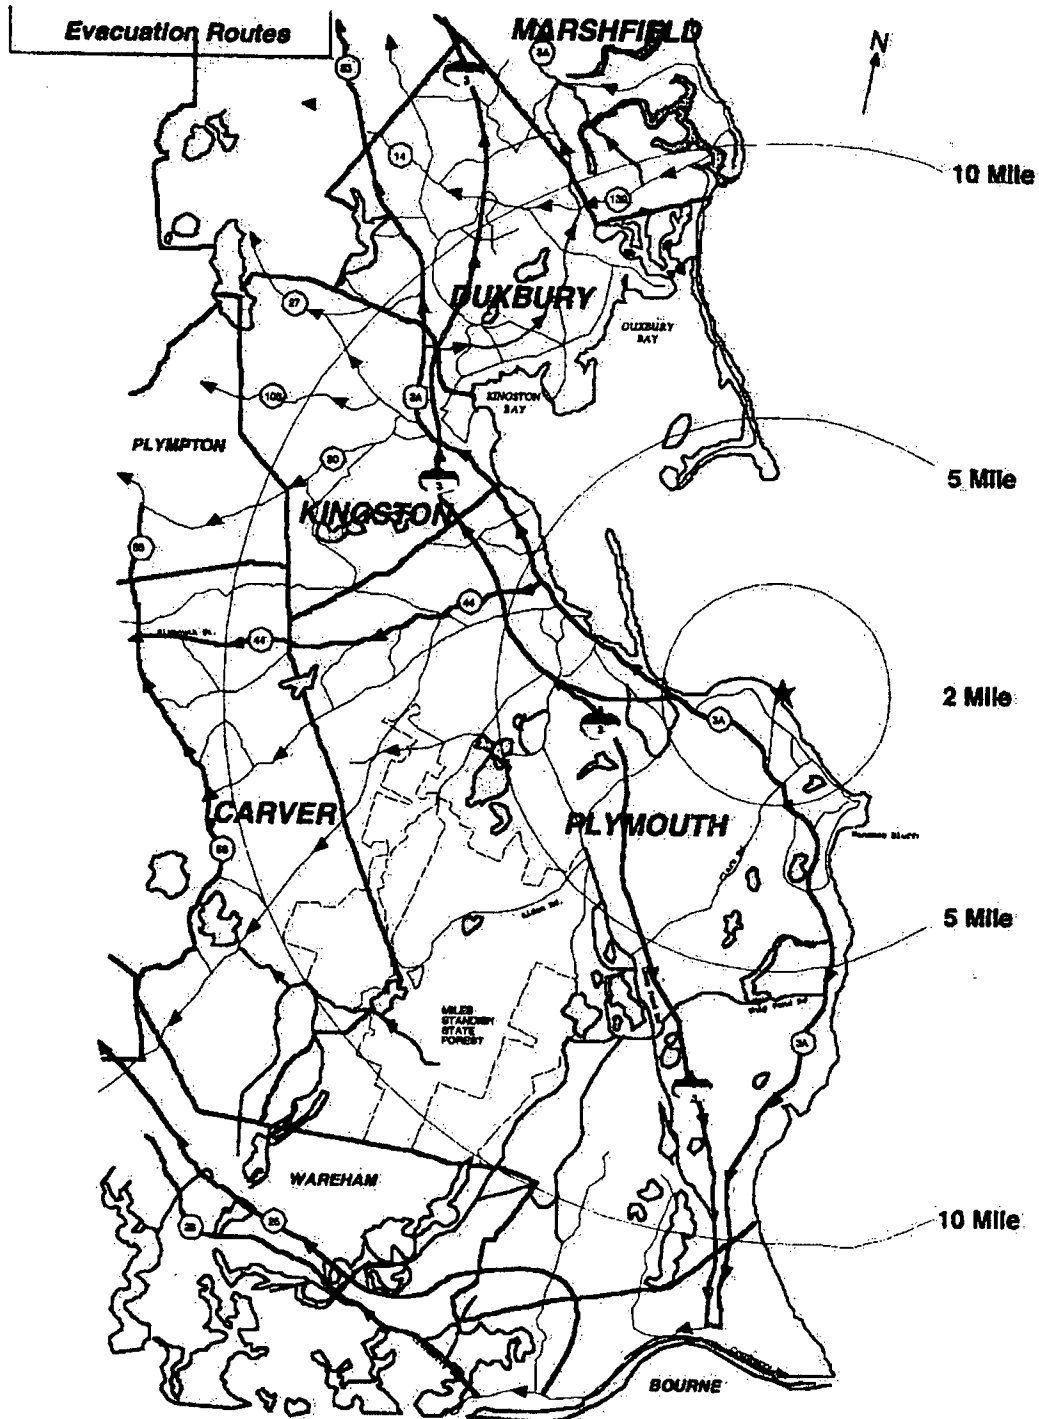 Evacuation Routes
MARSHFIELD
N
3A
53
3
14
10 Mile
139
DUXBURY
27
DUXBURY
BAY
3A
KINGSTON
BAY
PLYMPTON
80
5 Mile
3
KINGSTON
58
44
44
2 Mile
3A
3
CARVER
PLYMOUTH
58
5 Mile
MILES
STANDISH
STATE
FOREST
3A
WAREHAM
10 Mile
28
25
BOURNE